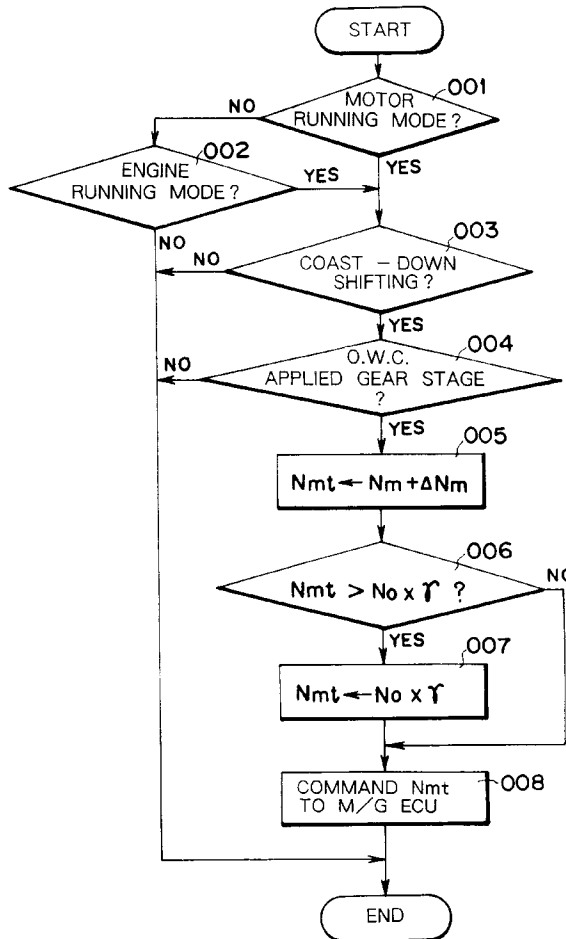 START
001
MOTOR
RUNNING MODE?
NO
YES
002
ENGINE
RUNNING MODE?
YES
NO
003
COAST – DOWN
SHIFTING?
NO
YES
004
O.W.C.
APPLIED GEAR STAGE
?
NO
YES
005
Nmt ← Nm + ΔNm
006
Nmt > No x γ ?
NO
YES
007
Nmt ← No x γ
008
COMMAND Nmt
TO M/G ECU
END